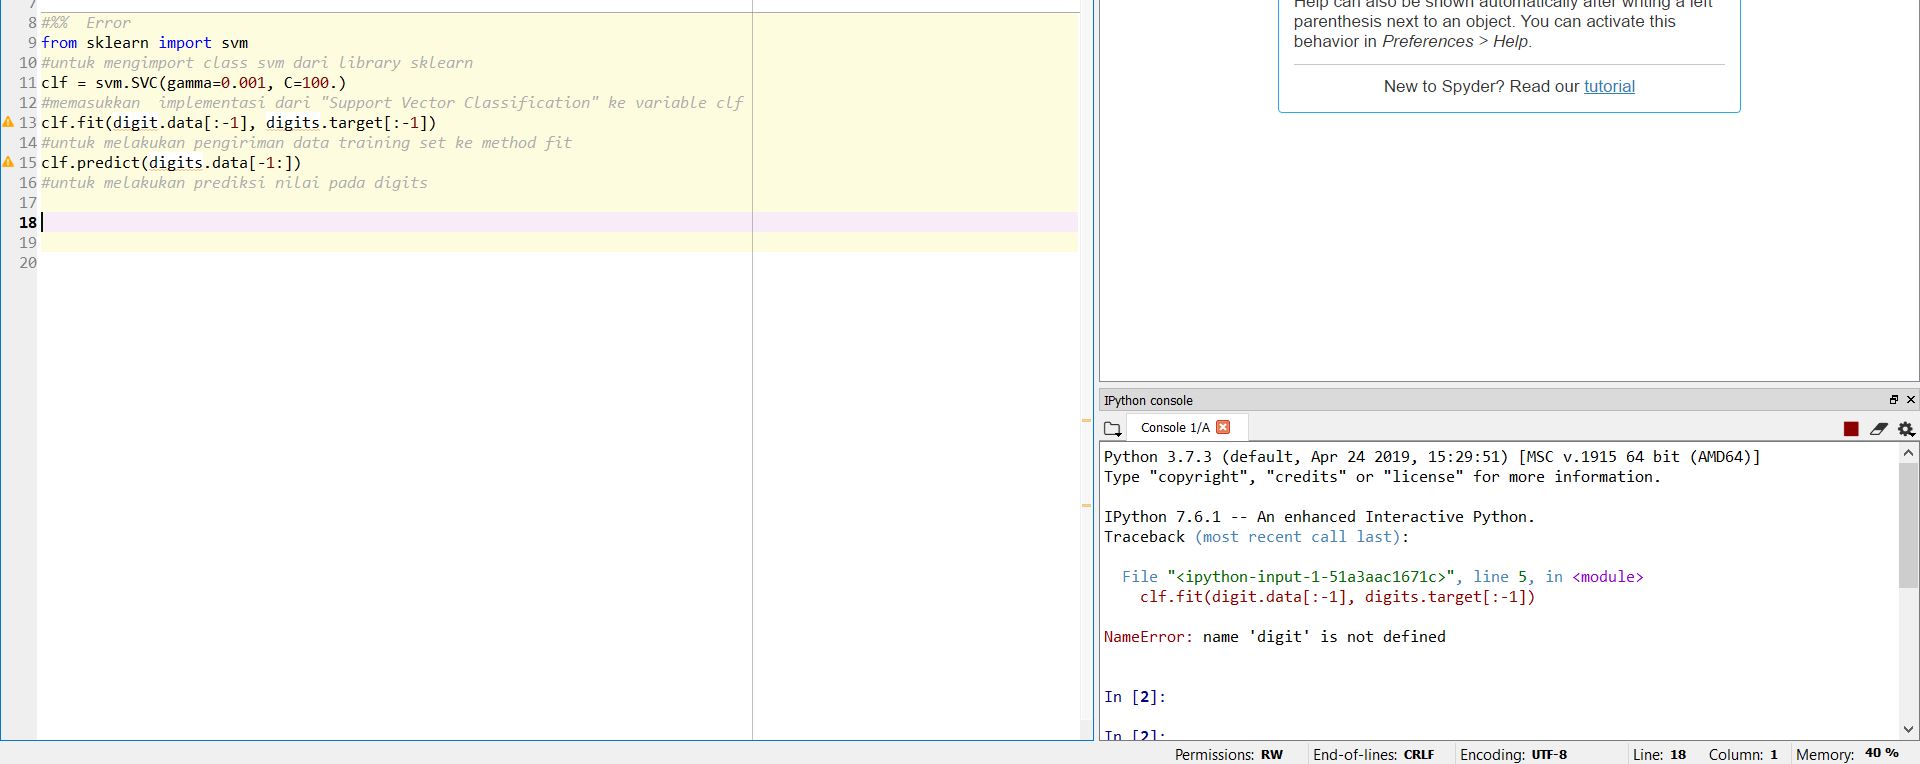 7
8 #%%  Error
9 from sklearn import svm
10 #untuk mengimport class svm dari library sklearn
11 clf = svm.SVC(gamma=0.001, C=100.)
12 #memasukkan  implementasi dari "Support Vector Classification" ke variable clf
13 clf.fit(digit.data[:-1], digits.target[:-1])
14 #untuk melakukan pengiriman data training set ke method fit
15 clf.predict(digits.data[-1:])
16 #untuk melakukan prediksi nilai pada digits
17
18
19
20
Help can also be shown automatically after writing a left
parenthesis next to an object. You can activate this
behavior in Preferences > Help.
New to Spyder? Read our tutorial
IPython console
Console 1/A
Python 3.7.3 (default, Apr 24 2019, 15:29:51) [MSC v.1915 64 bit (AMD64)]
Type "copyright", "credits" or "license" for more information.
IPython 7.6.1 -- An enhanced Interactive Python.
Traceback (most recent call last):
File "<ipython-input-1-51a3aac1671c>", line 5, in <module>
clf.fit(digit.data[:-1], digits.target[:-1])
NameError: name 'digit' is not defined
In [2]:
In [2]:
Permissions: RW End-of-lines: CRLF Encoding: UTF-8 Line: 18 Column: 1 Memory: 40 %